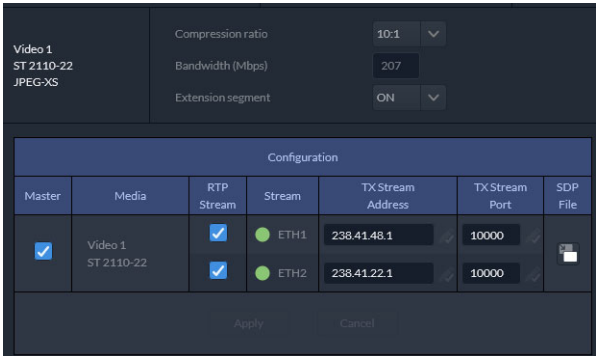 Video 1
ST 2110-22
JPEG-XS
Compression ratio 10:1
Bandwidth (Mbps) 207
Extension segment ON
Configuration
Master Media RTP Stream Stream TX Stream Address TX Stream Port SDP File
Video 1
ST 2110-22
ETH1 238.41.48.1 10000
ETH2 238.41.22.1 10000
Apply Cancel